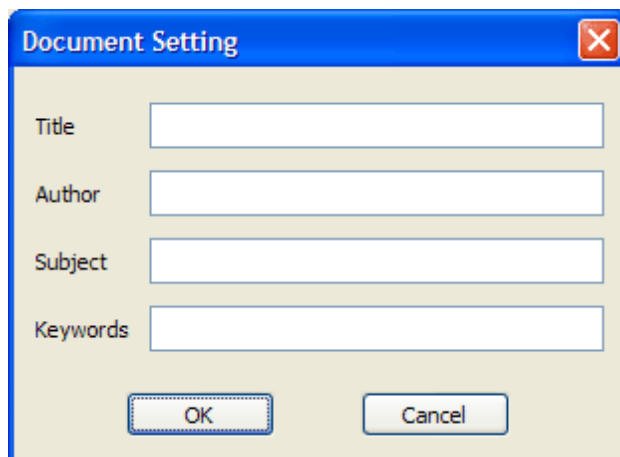 Document Setting
Title
Author
Subject
Keywords
OK Cancel